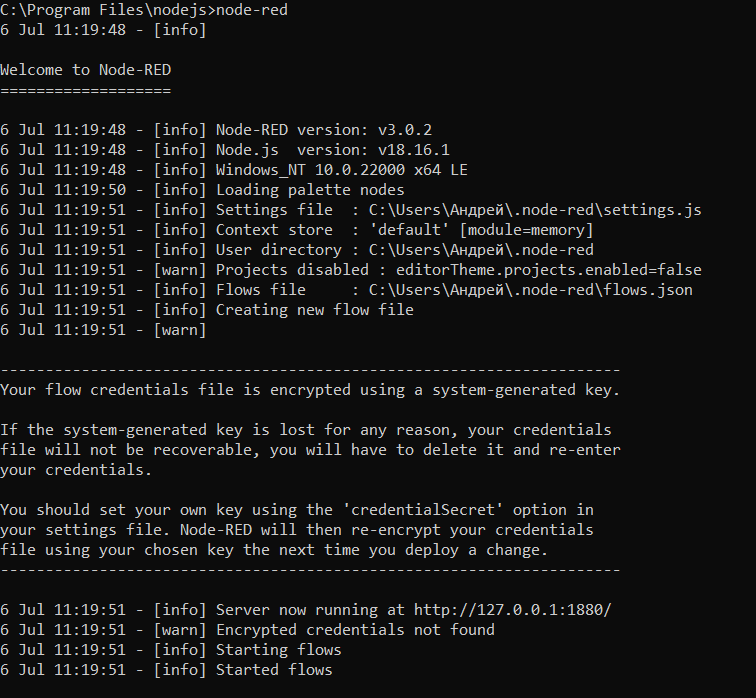 C:\Program Files\nodejs>node-red
6 Jul 11:19:48 - [info]
Welcome to Node-RED
===================
6 Jul 11:19:48 - [info] Node-RED version: v3.0.2
6 Jul 11:19:48 - [info] Node.js  version: v18.16.1
6 Jul 11:19:48 - [info] Windows_NT 10.0.22000 x64 LE
6 Jul 11:19:50 - [info] Loading palette nodes
6 Jul 11:19:51 - [info] Settings file  : C:\Users\Андрей\.node-red\settings.js
6 Jul 11:19:51 - [info] Context store  : 'default' [module=memory]
6 Jul 11:19:51 - [info] User directory : C:\Users\Андрей\.node-red
6 Jul 11:19:51 - [warn] Projects disabled : editorTheme.projects.enabled=false
6 Jul 11:19:51 - [info] Flows file     : C:\Users\Андрей\.node-red\flows.json
6 Jul 11:19:51 - [info] Creating new flow file
6 Jul 11:19:51 - [warn]
---------------------------------------------------------------------
Your flow credentials file is encrypted using a system-generated key.
If the system-generated key is lost for any reason, your credentials
file will not be recoverable, you will have to delete it and re-enter
your credentials.
You should set your own key using the 'credentialSecret' option in
your settings file. Node-RED will then re-encrypt your credentials
file using your chosen key the next time you deploy a change.
---------------------------------------------------------------------
6 Jul 11:19:51 - [info] Server now running at http://127.0.0.1:1880/
6 Jul 11:19:51 - [warn] Encrypted credentials not found
6 Jul 11:19:51 - [info] Starting flows
6 Jul 11:19:51 - [info] Started flows